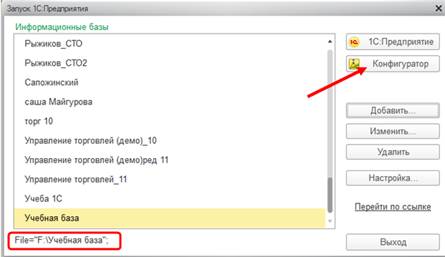 Запуск 1С:Предприятия
Информационные базы
Рыжиков_СТО
Рыжиков_СТО2
Сапожинский
саша Майгурова
торг 10
Управление торговлей (демо)_10
Управление торговлей (демо)ред 11
Управление торговлей_11
Учеба 1С
Учебная база
File="F:\Учебная база";
1С:Предприятие
Конфигуратор
Добавить...
Изменить...
Удалить
Настройка...
Перейти по ссылке
Выход